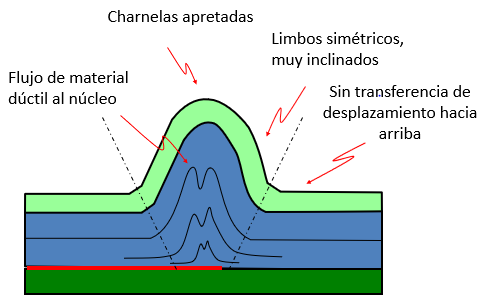 Charnelas apretadas
Limbos simétricos,
muy inclinados
Flujo de material
dúctil al núcleo
Sin transferencia de
desplazamiento hacia
arriba